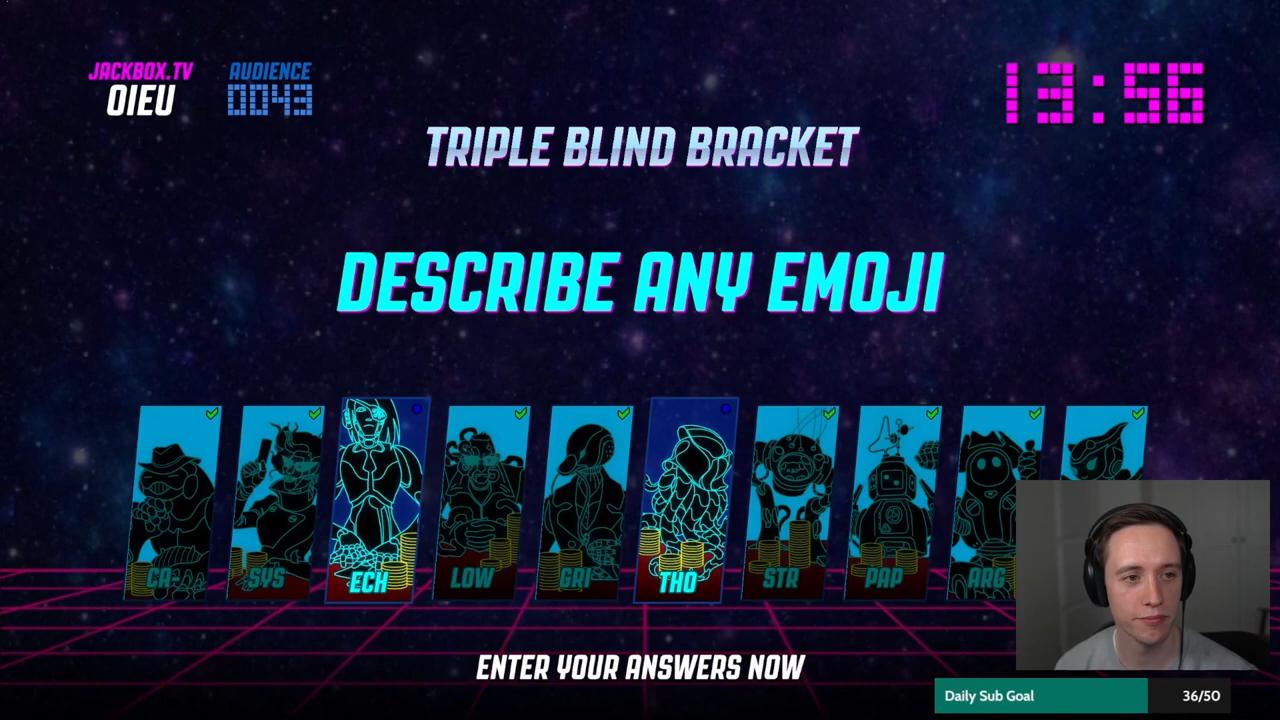 JACKBOX.TV
OIEU
AUDIENCE
0043
13:56
TRIPLE BLIND BRACKET
DESCRIBE ANY EMOJI
CA-
SYS
ECH
LOW
GRI
THO
STR
PAP
ARG
ENTER YOUR ANSWERS NOW
Daily Sub Goal
36/50